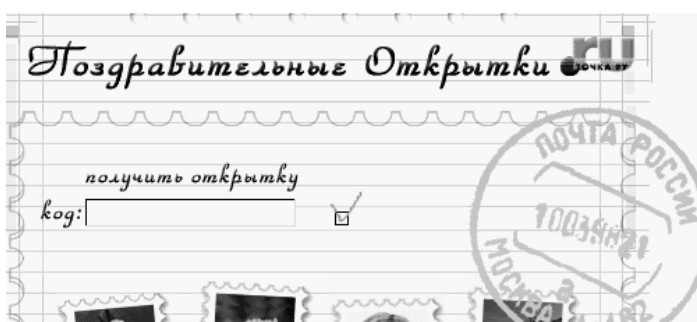 Поздравительные Открытки
.ru
ТОЧКА РУ
получить открытку
код:
ПОЧТА РОССИИ
МОСКВА